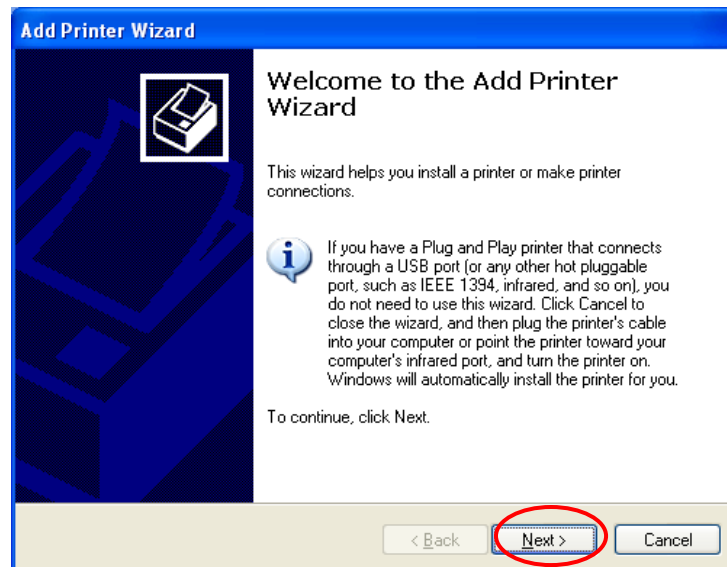 Add Printer Wizard
Welcome to the Add Printer
Wizard
This wizard helps you install a printer or make printer
connections.
If you have a Plug and Play printer that connects
through a USB port (or any other hot pluggable
port, such as IEEE 1394, infrared, and so on), you
do not need to use this wizard. Click Cancel to
close the wizard, and then plug the printer's cable
into your computer or point the printer toward your
computer's infrared port, and turn the printer on.
Windows will automatically install the printer for you.
To continue, click Next.
< Back Next > Cancel